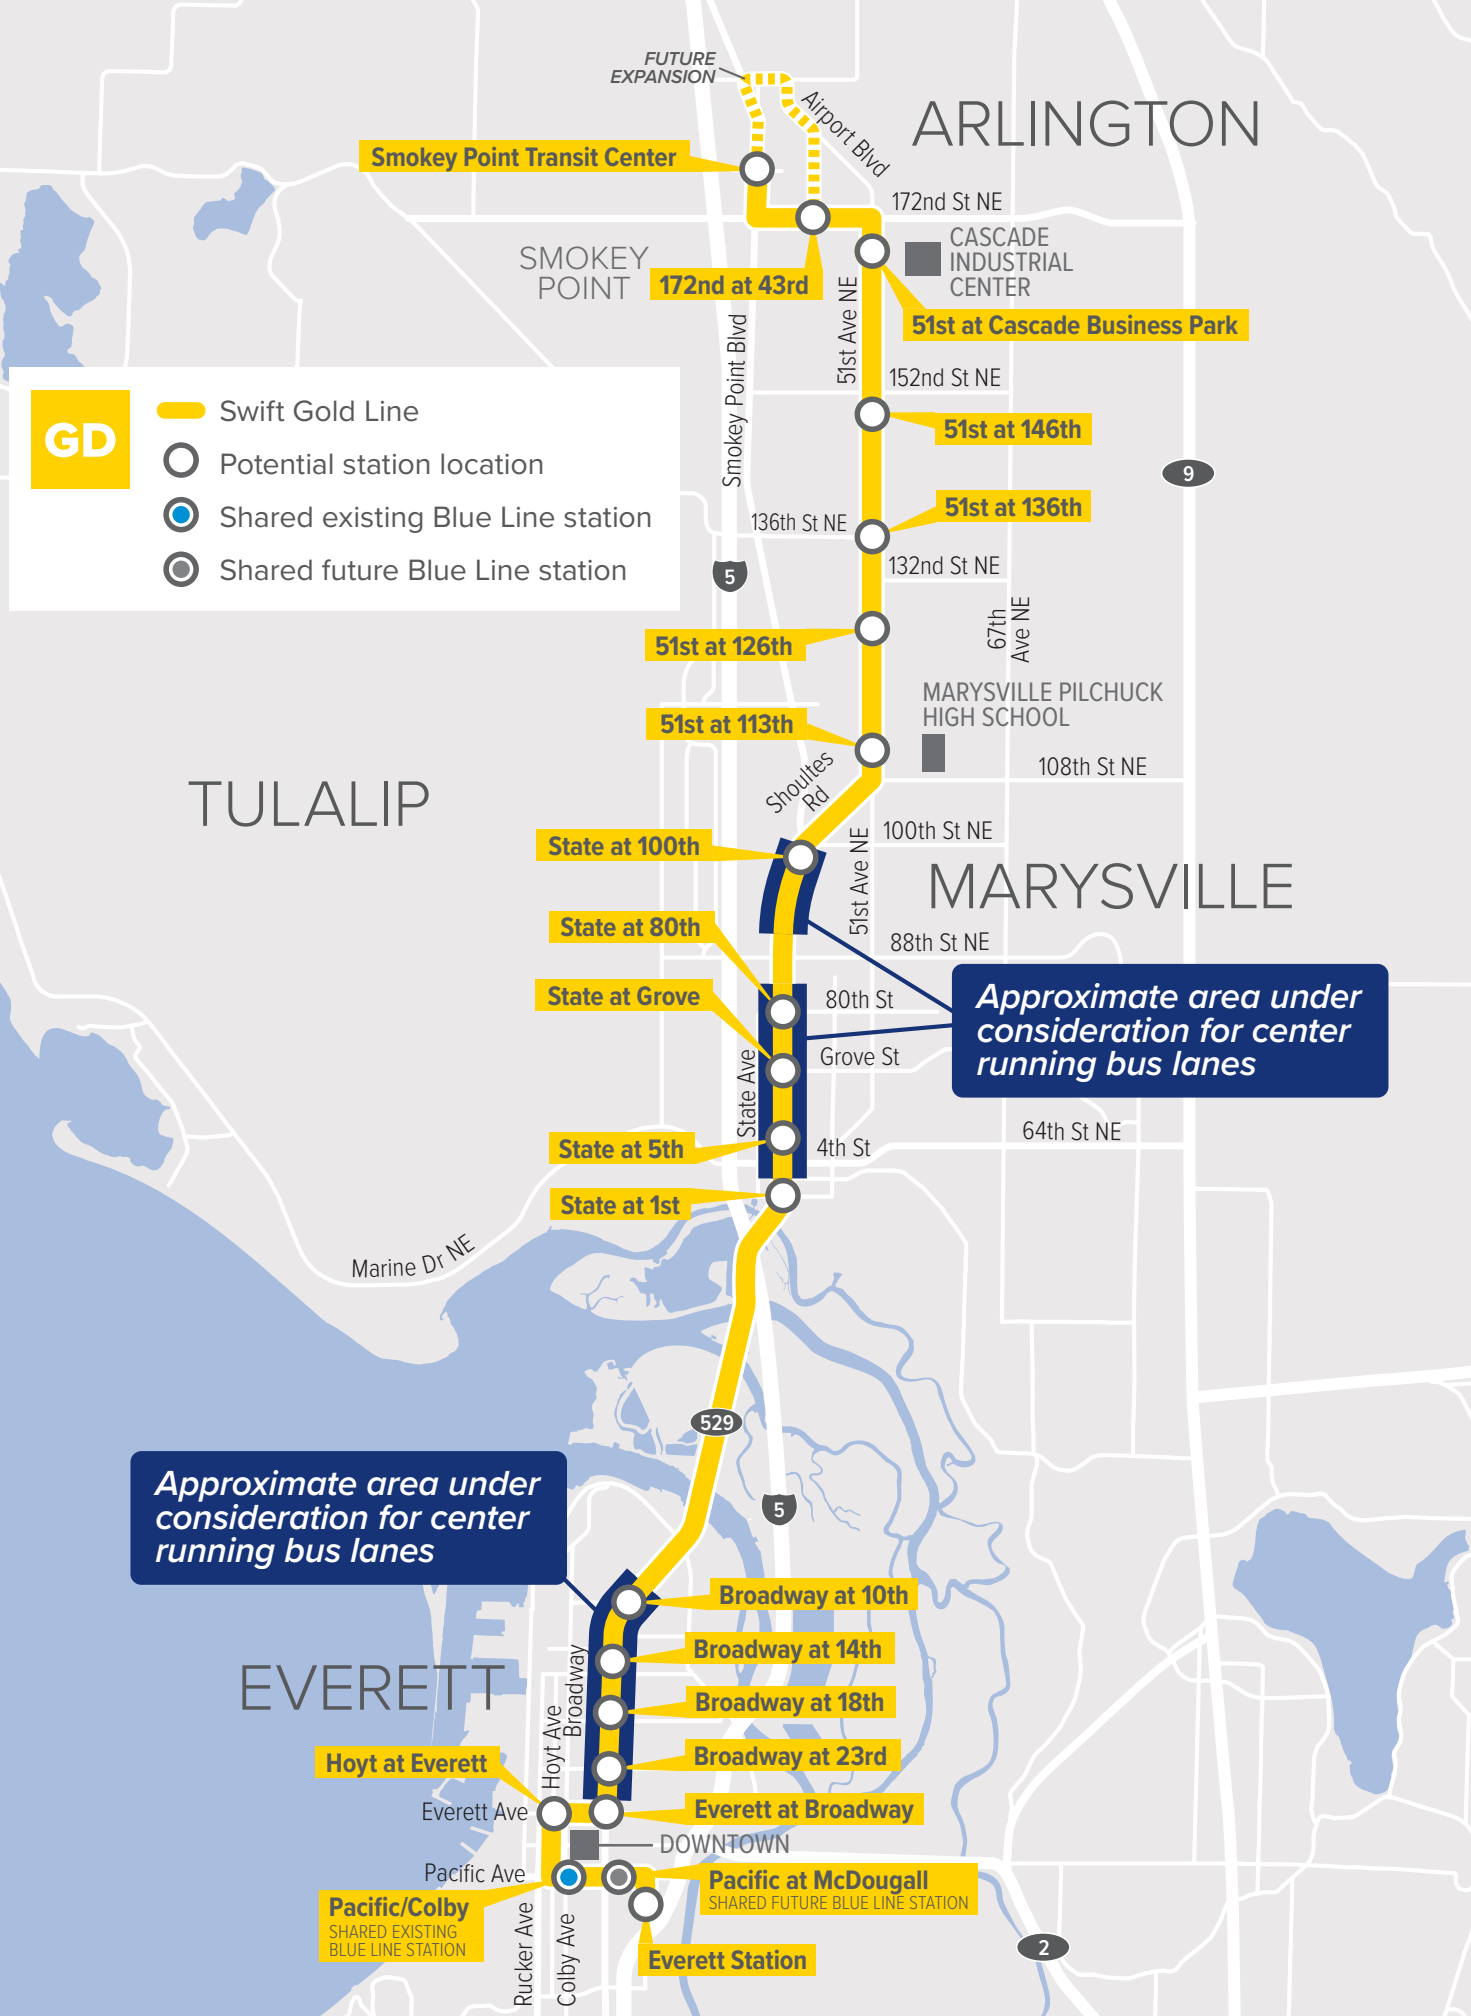 FUTURE
EXPANSION
Airport Blvd
ARLINGTON
Smokey Point Transit Center
172nd St NE
SMOKEY
POINT
172nd at 43rd
CASCADE
INDUSTRIAL
CENTER
51st at Cascade Business Park
Smokey Point Blvd
51st Ave NE
152nd St NE
GD
Swift Gold Line
Potential station location
Shared existing Blue Line station
Shared future Blue Line station
51st at 146th
9
51st at 136th
136th St NE
132nd St NE
5
67th
Ave NE
51st at 126th
MARYSVILLE PILCHUCK
HIGH SCHOOL
51st at 113th
108th St NE
Shoultes
Rd
TULALIP
State at 100th
100th St NE
51st Ave NE
MARYSVILLE
State at 80th
88th St NE
State at Grove
80th St
Approximate area under
consideration for center
running bus lanes
Grove St
State Ave
State at 5th
4th St
64th St NE
State at 1st
Marine Dr NE
529
Approximate area under
consideration for center
running bus lanes
5
Broadway at 10th
Broadway at 14th
EVERETT
Broadway
Broadway at 18th
Hoyt Ave
Hoyt at Everett
Broadway at 23rd
Everett Ave
Everett at Broadway
DOWNTOWN
Pacific Ave
Pacific at McDougall
SHARED FUTURE BLUE LINE STATION
Pacific/Colby
SHARED EXISTING
BLUE LINE STATION
Rucker Ave
Colby Ave
Everett Station
2